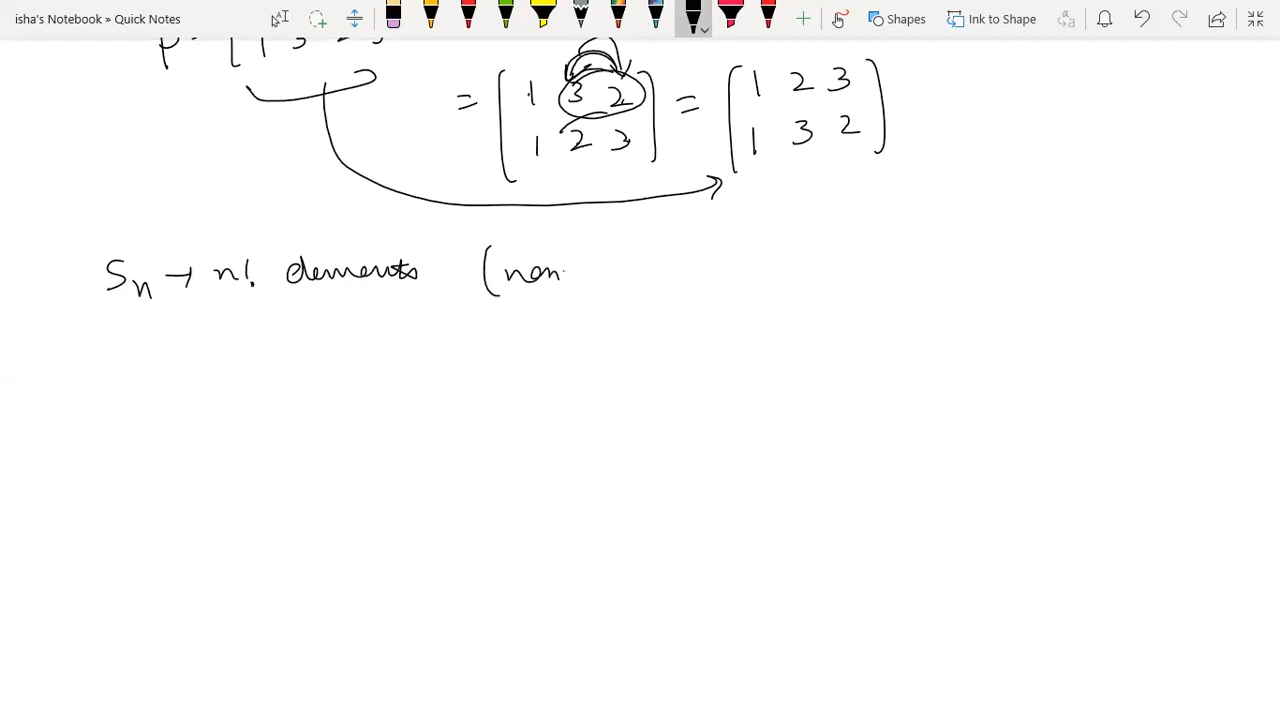 isha's Notebook » Quick Notes
Shapes
Ink to Shape
= [ 1 3 2 ] = [ 1 2 3 ]
1 2 3 1 3 2
Sn → n! elements (non